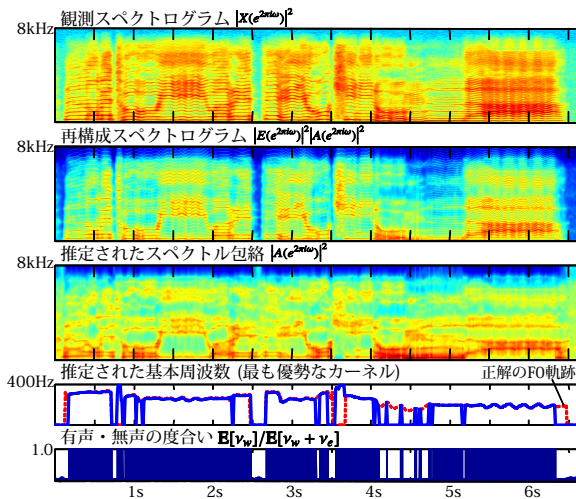 観測スペクトログラム |X(e^{2πiω})|^2
8kHz
再構成スペクトログラム |E(e^{2πiω})|^2|A(e^{2πiω})|^2
8kHz
推定されたスペクトル包絡 |A(e^{2πiω})|^2
8kHz
推定された基本周波数 (最も優勢なカーネル)
正解のF0軌跡
400Hz
有声・無声の度合い E[ν_w]/E[ν_w + ν_e]
1.0
1s 2s 3s 4s 5s 6s